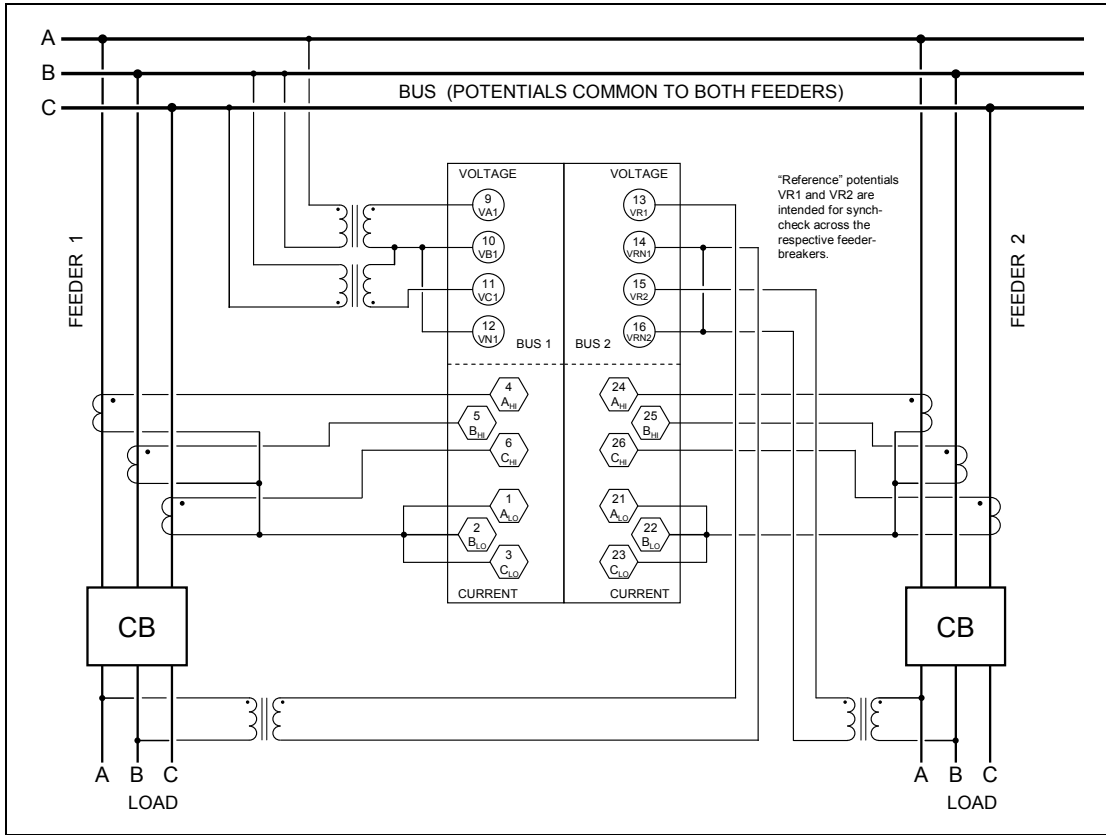 A
B
C
BUS (POTENTIALS COMMON TO BOTH FEEDERS)
FEEDER 1
FEEDER 2
VOLTAGE
VOLTAGE
9
VA1
10
VB1
11
VC1
12
VN1
BUS 1
13
VR1
14
VRN1
15
VR2
16
VRN2
BUS 2
"Reference" potentials
VR1 and VR2 are
intended for synch-
check across the
respective feeder-
breakers.
4
AHI
5
BHI
6
CHI
1
ALO
2
BLO
3
CLO
CURRENT
24
AHI
25
BHI
26
CHI
21
ALO
22
BLO
23
CLO
CURRENT
CB
CB
A B C
LOAD
A B C
LOAD